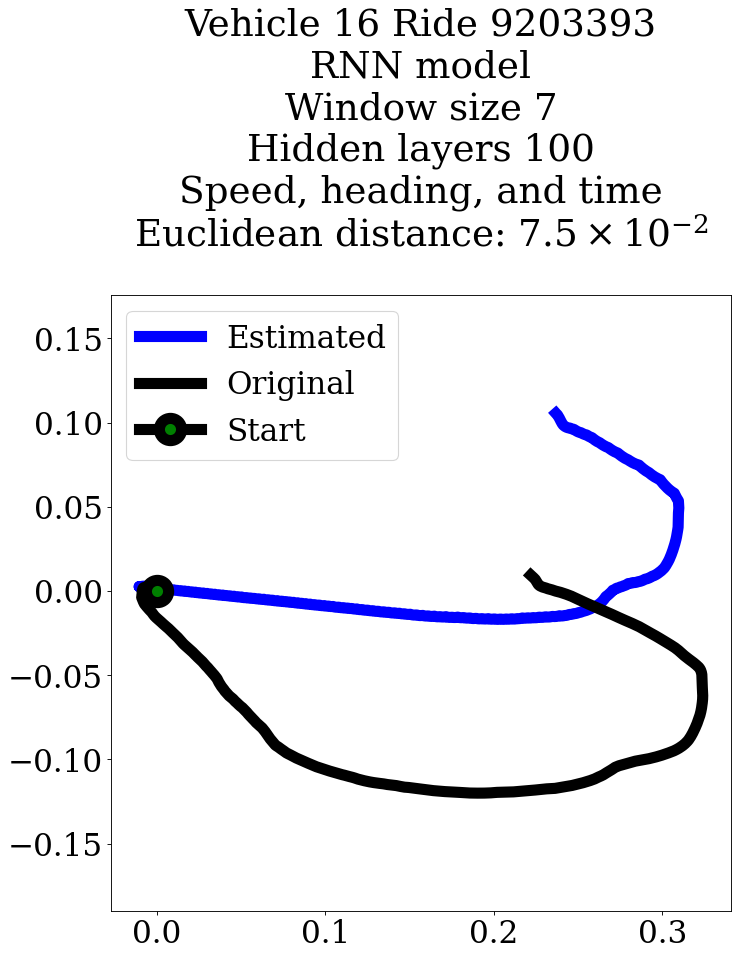 Vehicle 16 Ride 9203393
RNN model
Window size 7
Hidden layers 100
Speed, heading, and time
Euclidean distance: 7.5 × 10⁻²
Estimated
Original
Start
0.15
0.10
0.05
0.00
−0.05
−0.10
−0.15
0.0 0.1 0.2 0.3